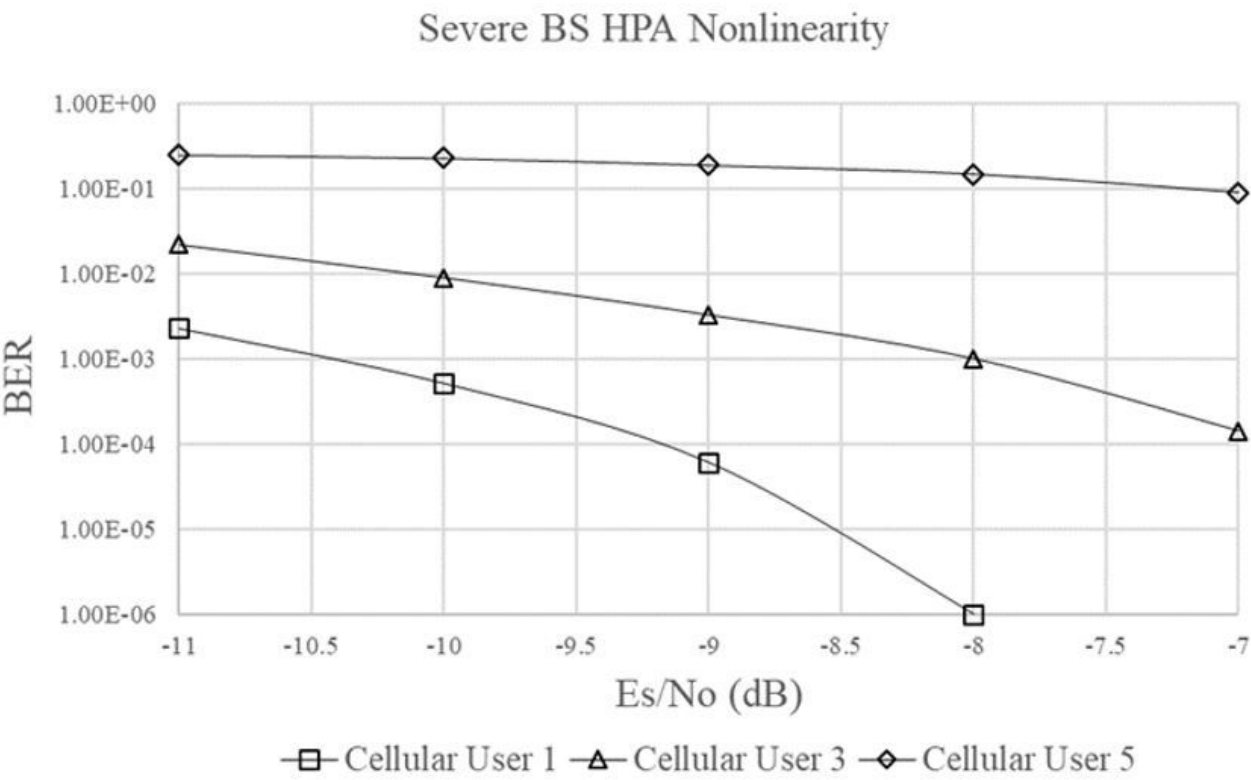 Severe BS HPA Nonlinearity
1.00E+00
1.00E-01
1.00E-02
1.00E-03
1.00E-04
1.00E-05
1.00E-06
BER
-11 -10.5 -10 -9.5 -9 -8.5 -8 -7.5 -7
Es/No (dB)
Cellular User 1 Cellular User 3 Cellular User 5